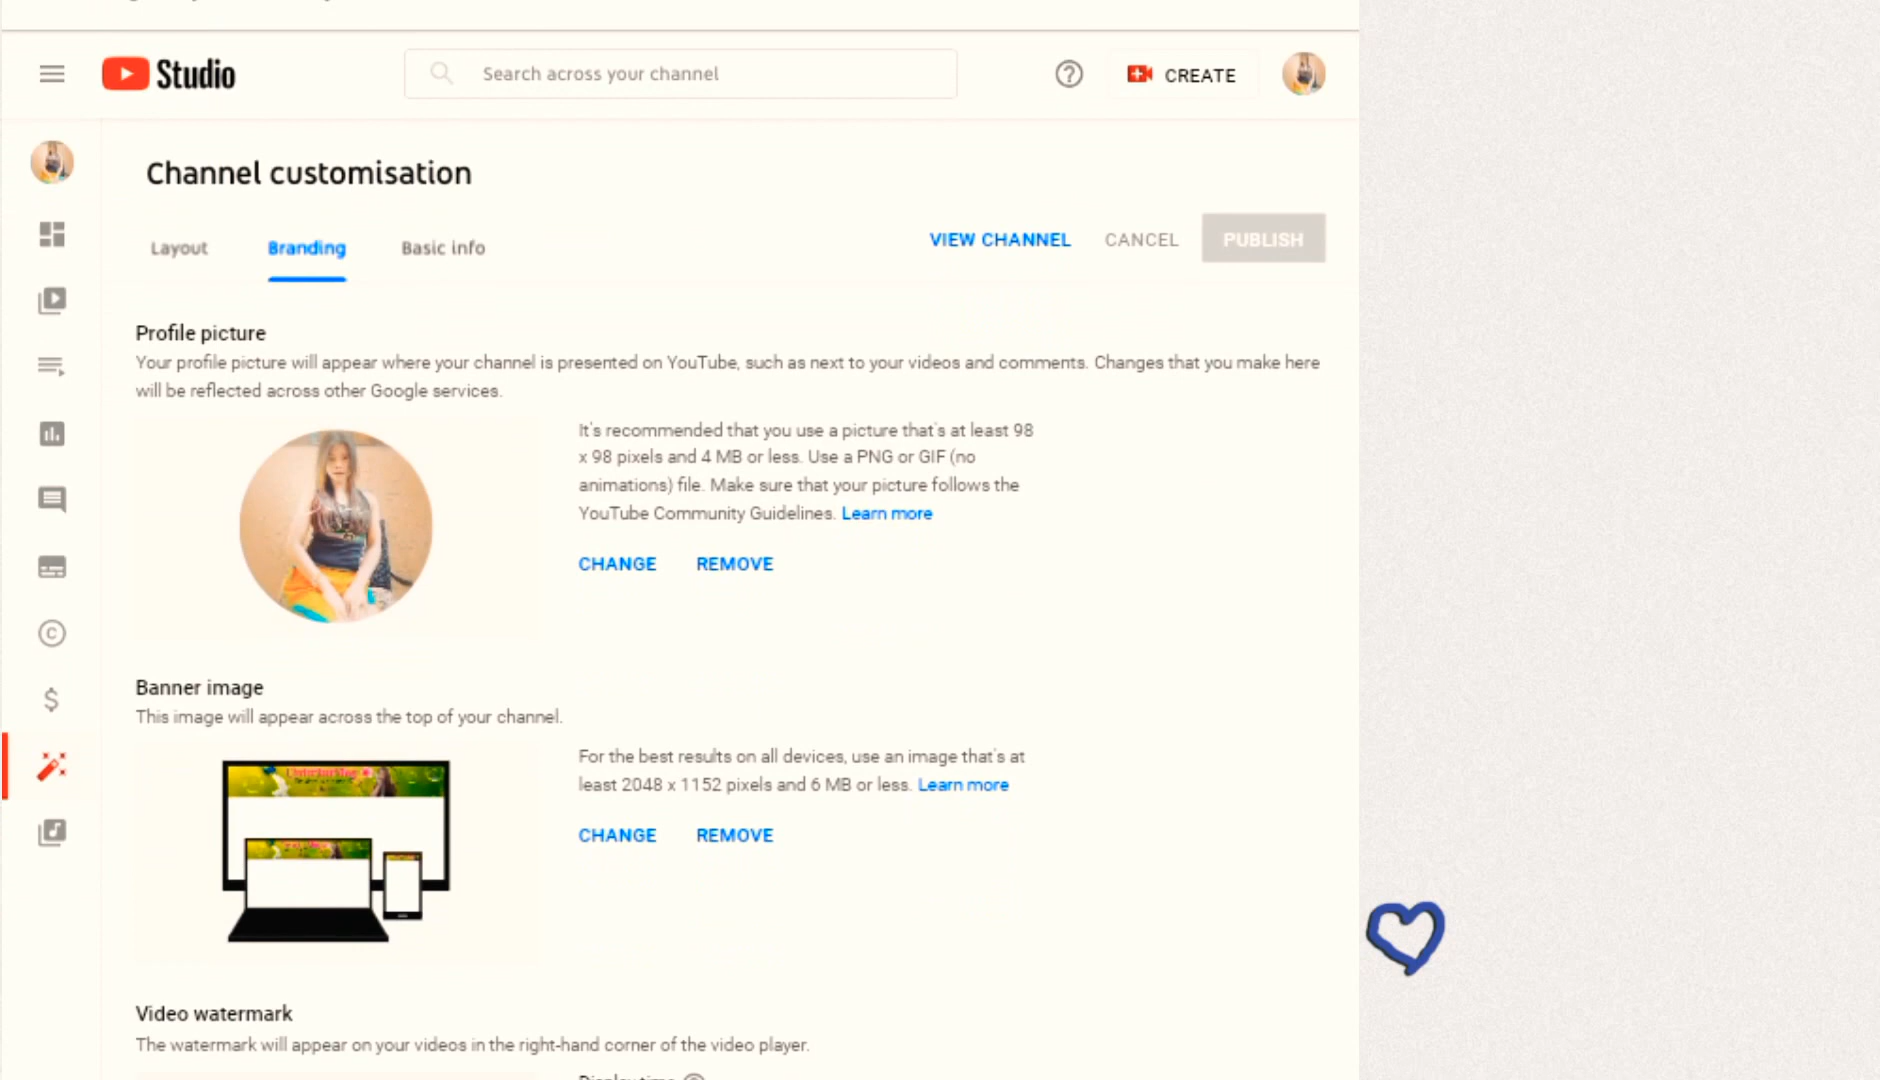 Studio
Search across your channel
CREATE
Channel customisation
Layout
Branding
Basic info
VIEW CHANNEL
CANCEL
PUBLISH
Profile picture
Your profile picture will appear where your channel is presented on YouTube, such as next to your videos and comments. Changes that you make here
will be reflected across other Google services.
It's recommended that you use a picture that's at least 98
x 98 pixels and 4 MB or less. Use a PNG or GIF (no
animations) file. Make sure that your picture follows the
YouTube Community Guidelines. Learn more
CHANGE
REMOVE
Banner image
This image will appear across the top of your channel.
For the best results on all devices, use an image that's at
least 2048 x 1152 pixels and 6 MB or less. Learn more
CHANGE
REMOVE
Video watermark
The watermark will appear on your videos in the right-hand corner of the video player.
Display time